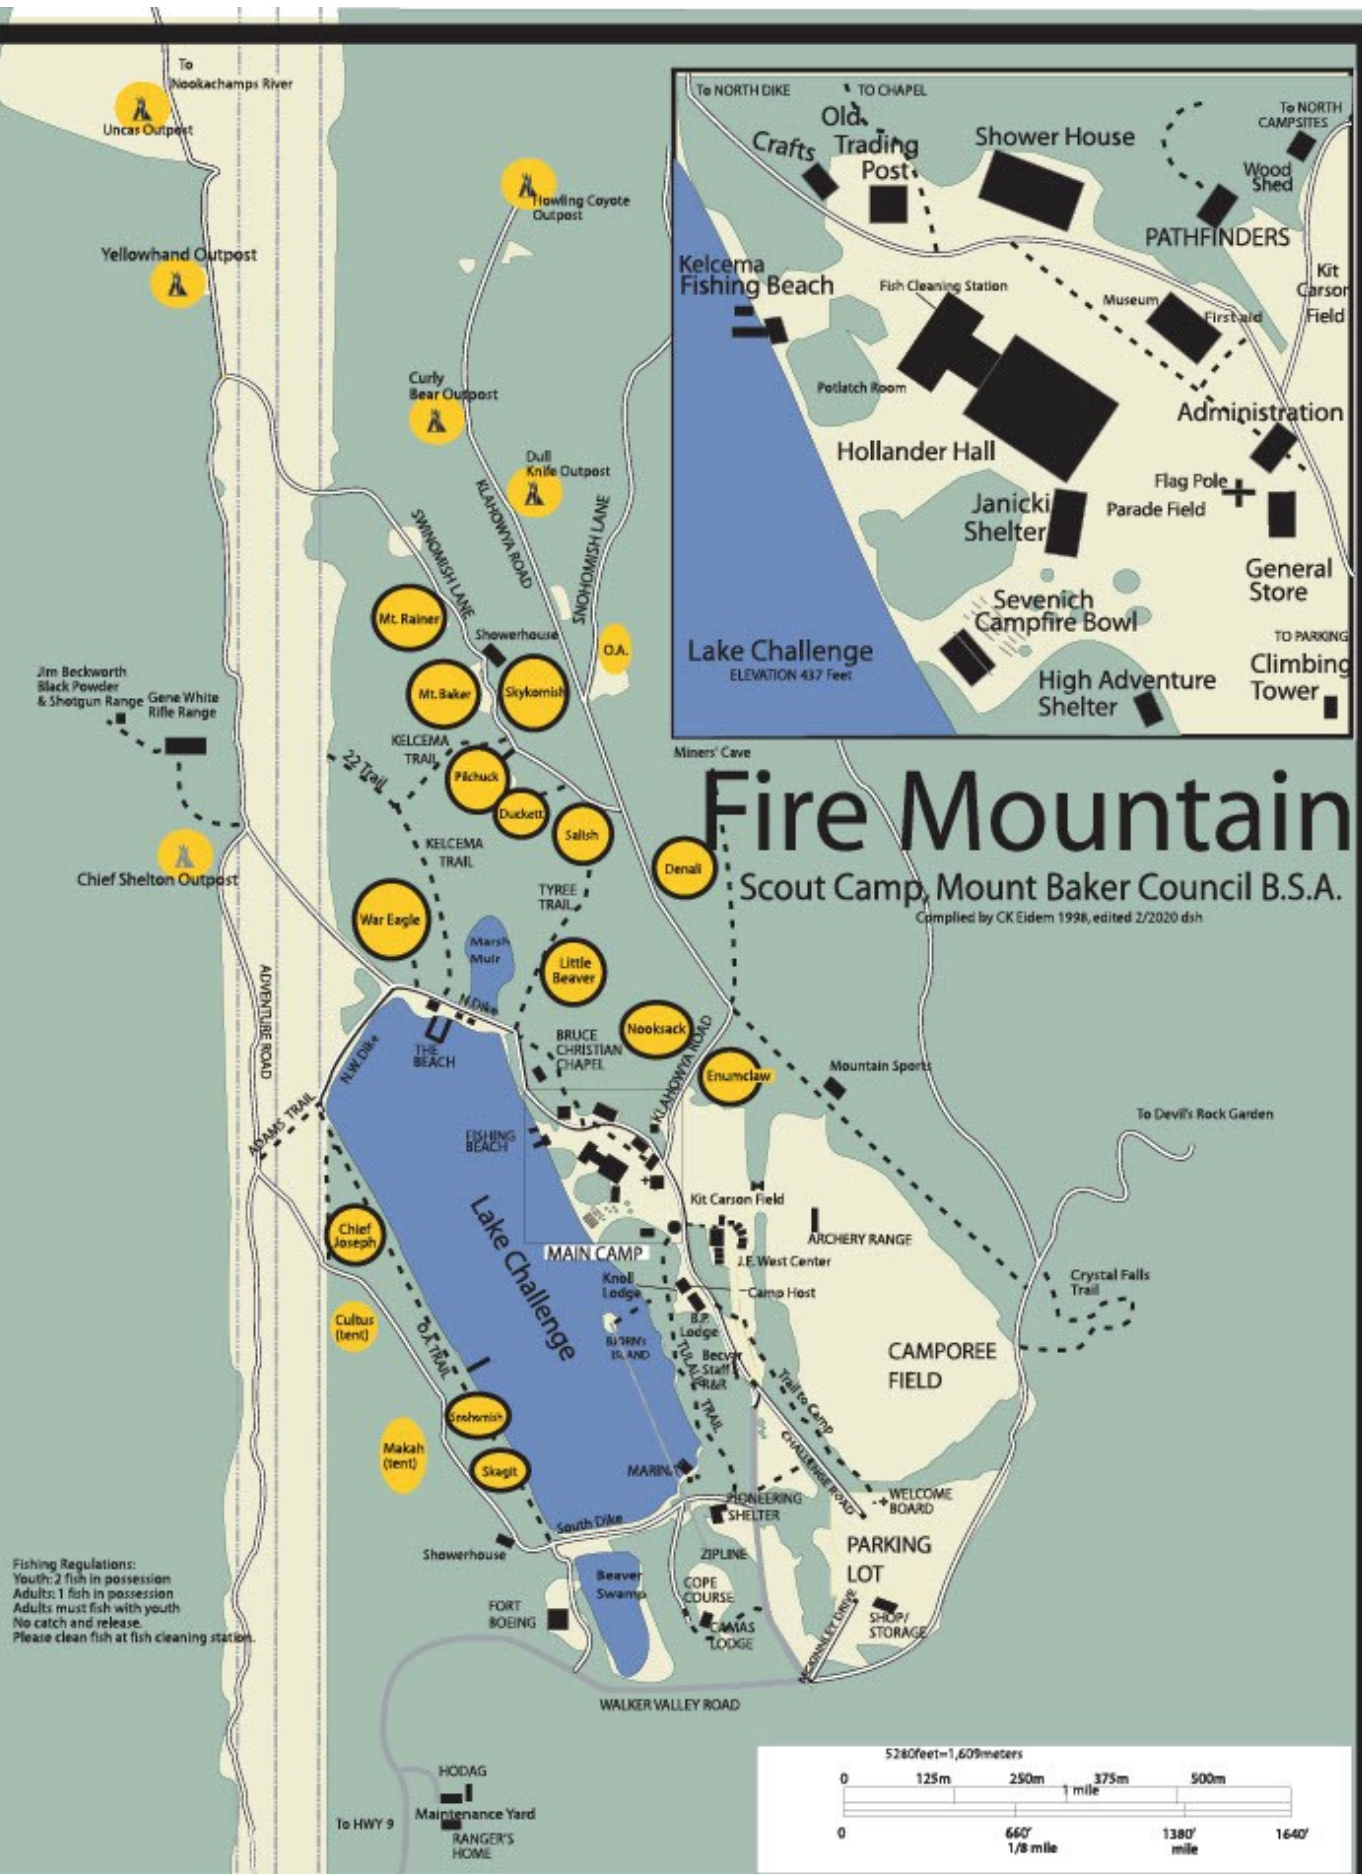 To
Nookachamps River
Uncas Outpost
Yellowhand Outpost
Howling Coyote
Outpost
Curly
Bear Outpost
Dull
Knife Outpost
SWINOMISH LANE
KLAHOWYA ROAD
SNOHOMISH LANE
To NORTH DIKE
TO CHAPEL
Old
Trading
Post
Crafts
Shower House
To NORTH
CAMPSITES
Wood
Shed
PATHFINDERS
Kit
Carson
Field
Kelcema
Fishing Beach
Fish Cleaning Station
Museum
First aid
Potlatch Room
Administration
Hollander Hall
Flag Pole
Parade Field
Janicki
Shelter
General
Store
Sevenich
Campfire Bowl
TO PARKING
Lake Challenge
ELEVATION 437 Feet
High Adventure
Shelter
Climbing
Tower
Mt. Rainer
Showerhouse
O.A.
Mt. Baker
Skykomish
Jim Beckworth
Black Powder
& Shotgun Range
Gene White
Rifle Range
KELCEMA
TRAIL
22 Trail
Pilchuck
Duckett
Salish
Miners' Cave
Fire Mountain
Scout Camp, Mount Baker Council B.S.A.
Complied by CK Eidem 1998, edited 2/2020 dsh
KELCEMA
TRAIL
Denali
Chief Shelton Outpost
TYREE
TRAIL
War Eagle
Marsh
Muir
Little
Beaver
ADVENTURE ROAD
N.Dike
N.W. Dike
THE
BEACH
BRUCE
CHRISTIAN
CHAPEL
Nooksack
KLAHOWYA ROAD
Enumclaw
Mountain Sports
ADAMS TRAIL
FISHING
BEACH
To Devil's Rock Garden
Kit Carson Field
Chief
Joseph
Lake Challenge
MAIN CAMP
ARCHERY RANGE
J.E. West Center
Knoll
Lodge
Camp Host
Crystal Falls
Trail
Cultus
(tent)
O.A. TRAIL
BJORN's
ISLAND
B.P.
Lodge
TULALIP TRAIL
Staff
R&R
CAMPOREE
FIELD
Trail to Camp
Snohomish
Makah
(tent)
Skagit
MARINA
CHALLENGE ROAD
WELCOME
BOARD
PIONEERING
SHELTER
South Dike
Showerhouse
ZIPLINE
PARKING
LOT
Fishing Regulations:
Youth: 2 fish in possession
Adults: 1 fish in possession
Adults must fish with youth
No catch and release.
Please clean fish at fish cleaning station.
Beaver
Swamp
COPE
COURSE
FORT
BOEING
CAMAS
LODGE
MCKINNLEY DRIVE
SHOP/
STORAGE
WALKER VALLEY ROAD
HODAG
Maintenance Yard
To HWY 9
RANGER'S
HOME
5280feet=1,609meters
0 125m 250m 375m 500m
1 mile
0 660' 1380' 1640'
1/8 mile mile